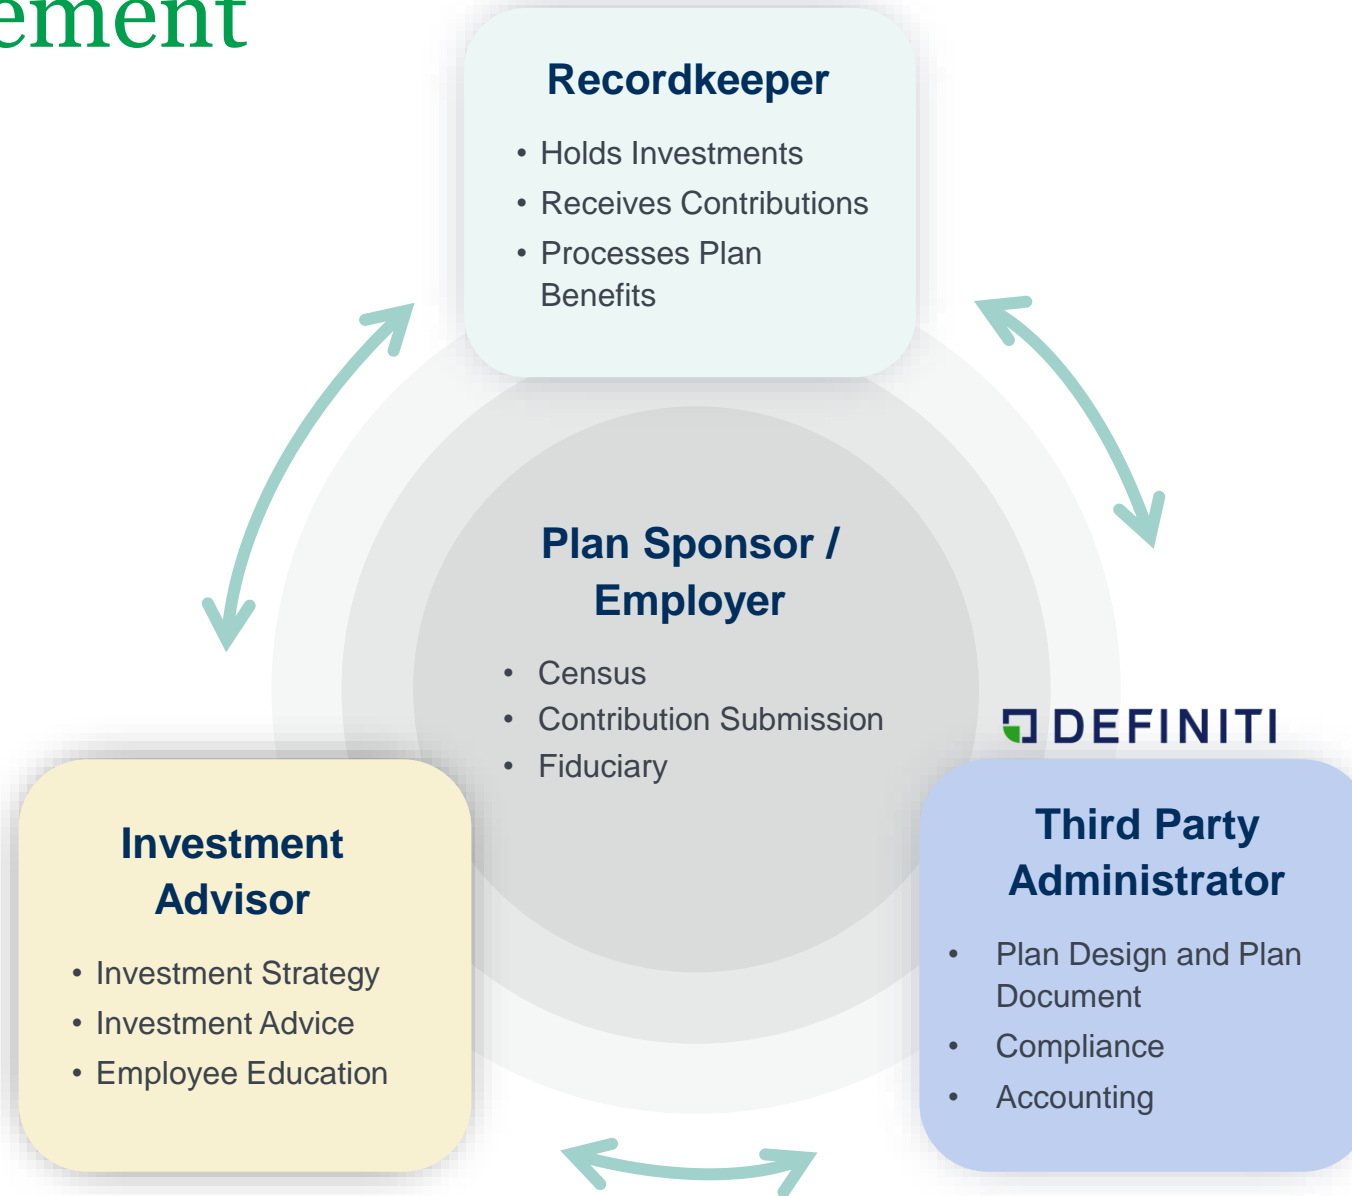 Recordkeeper
• Holds Investments
• Receives Contributions
• Processes Plan
Benefits
Plan Sponsor /
Employer
• Census
• Contribution Submission
• Fiduciary
DEFINITI
Investment
Advisor
• Investment Strategy
• Investment Advice
• Employee Education
Third Party
Administrator
• Plan Design and Plan
Document
• Compliance
• Accounting